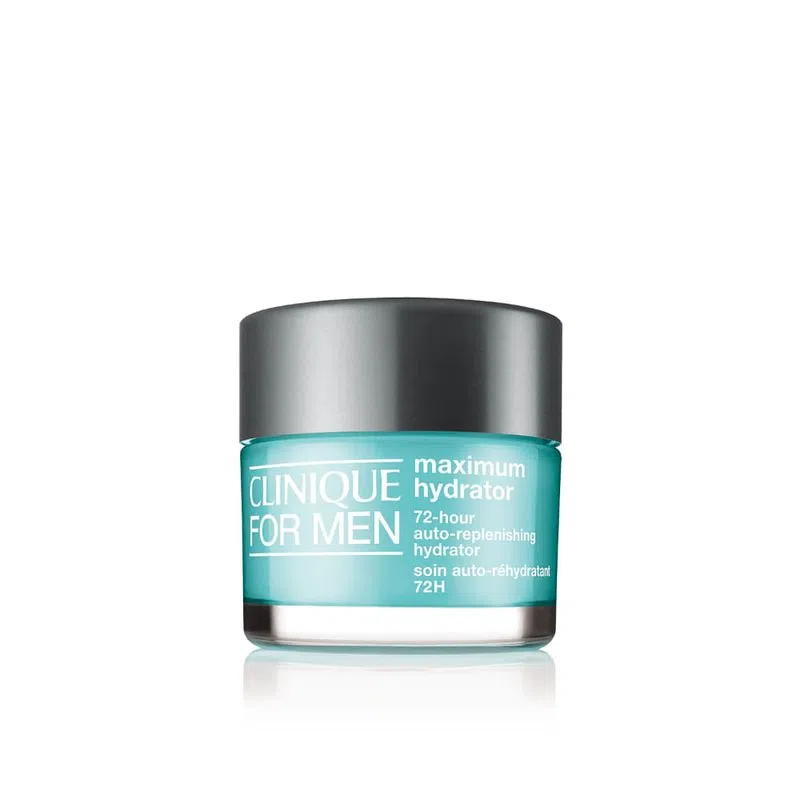 CLINIQUE
FOR MEN
maximum
hydrator
72-hour
auto-replenishing
hydrator
soin auto-réhydratant
72H